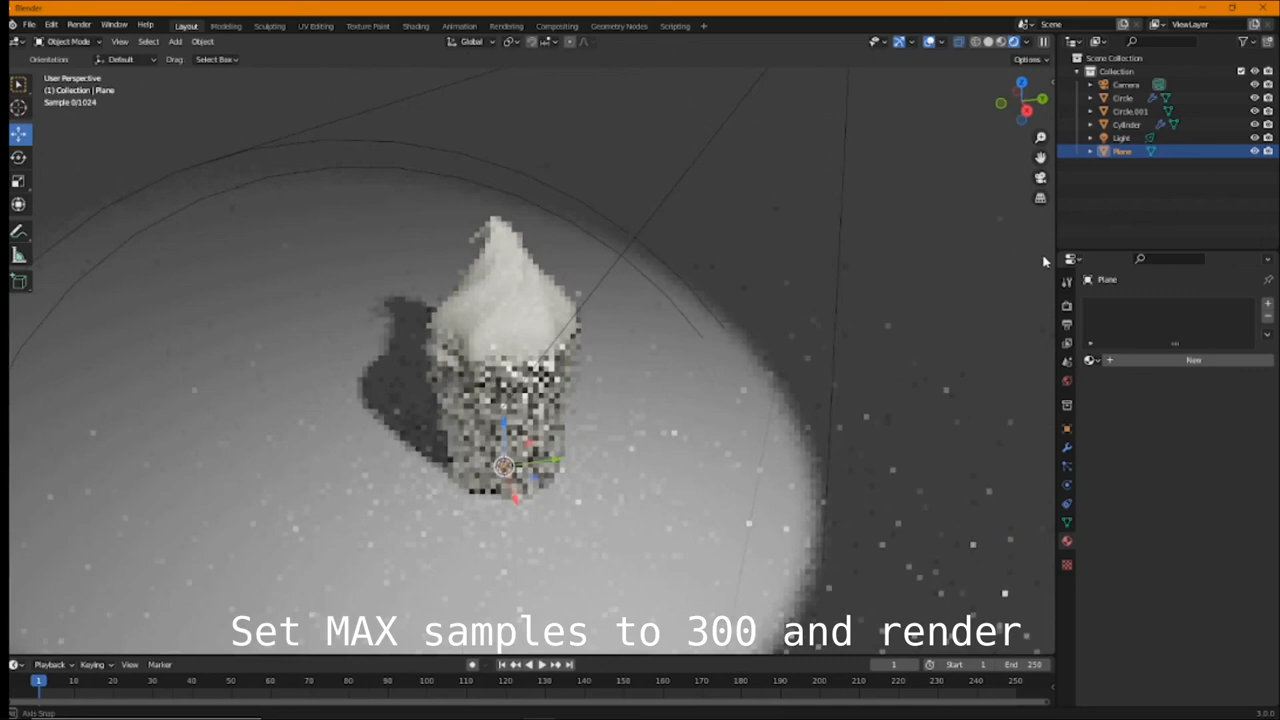 Blender
File Edit Render Window Help Layout Modeling Sculpting UV Editing Texture Paint Shading Animation Rendering Compositing Geometry Nodes Scripting + Scene ViewLayer
Object Mode View Select Add Object Global
Orientation: Default Drag: Select Box Options
User Perspective
(1) Collection | Plane
Sample 0/1024
Scene Collection
Collection
Camera
Circle
Circle.001
Cylinder
Light
Plane
Plane
New
Set MAX samples to 300 and render
Playback Keying View Marker 1 Start 1 End 250
1 10 20 30 40 50 60 70 80 90 100 110 120 130 140 150 160 170 180 190 200 210 220 230 240 250
Axis Snap 3.0.0